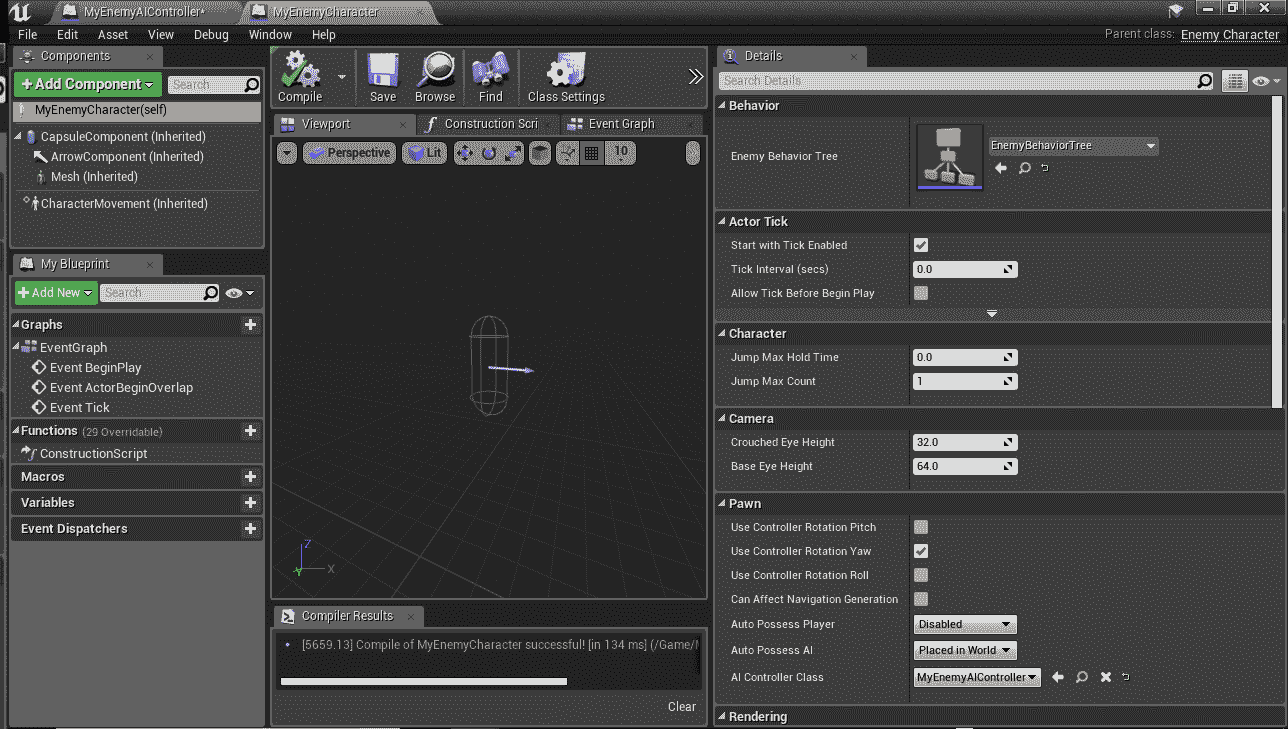 MyEnemyAIController*
MyEnemyCharacter
File Edit Asset View Debug Window Help
Parent class: Enemy Character
Components
+ Add Component
Search
MyEnemyCharacter(self)
CapsuleComponent (Inherited)
ArrowComponent (Inherited)
Mesh (Inherited)
CharacterMovement (Inherited)
My Blueprint
+ Add New
Search
Graphs
EventGraph
Event BeginPlay
Event ActorBeginOverlap
Event Tick
Functions (29 Overridable)
ConstructionScript
Macros
Variables
Event Dispatchers
Compile
Save
Browse
Find
Class Settings
Viewport
Construction Scri
Event Graph
Perspective
Lit
10
Z
X
Y
Compiler Results
[5659.13] Compile of MyEnemyCharacter successful! [in 134 ms] (/Game/
Clear
Details
Search Details
Behavior
Enemy Behavior Tree
EnemyBehaviorTree
Actor Tick
Start with Tick Enabled
Tick Interval (secs) 0.0
Allow Tick Before Begin Play
Character
Jump Max Hold Time 0.0
Jump Max Count 1
Camera
Crouched Eye Height 32.0
Base Eye Height 64.0
Pawn
Use Controller Rotation Pitch
Use Controller Rotation Yaw
Use Controller Rotation Roll
Can Affect Navigation Generation
Auto Possess Player Disabled
Auto Possess AI Placed in World
AI Controller Class MyEnemyAIController
Rendering